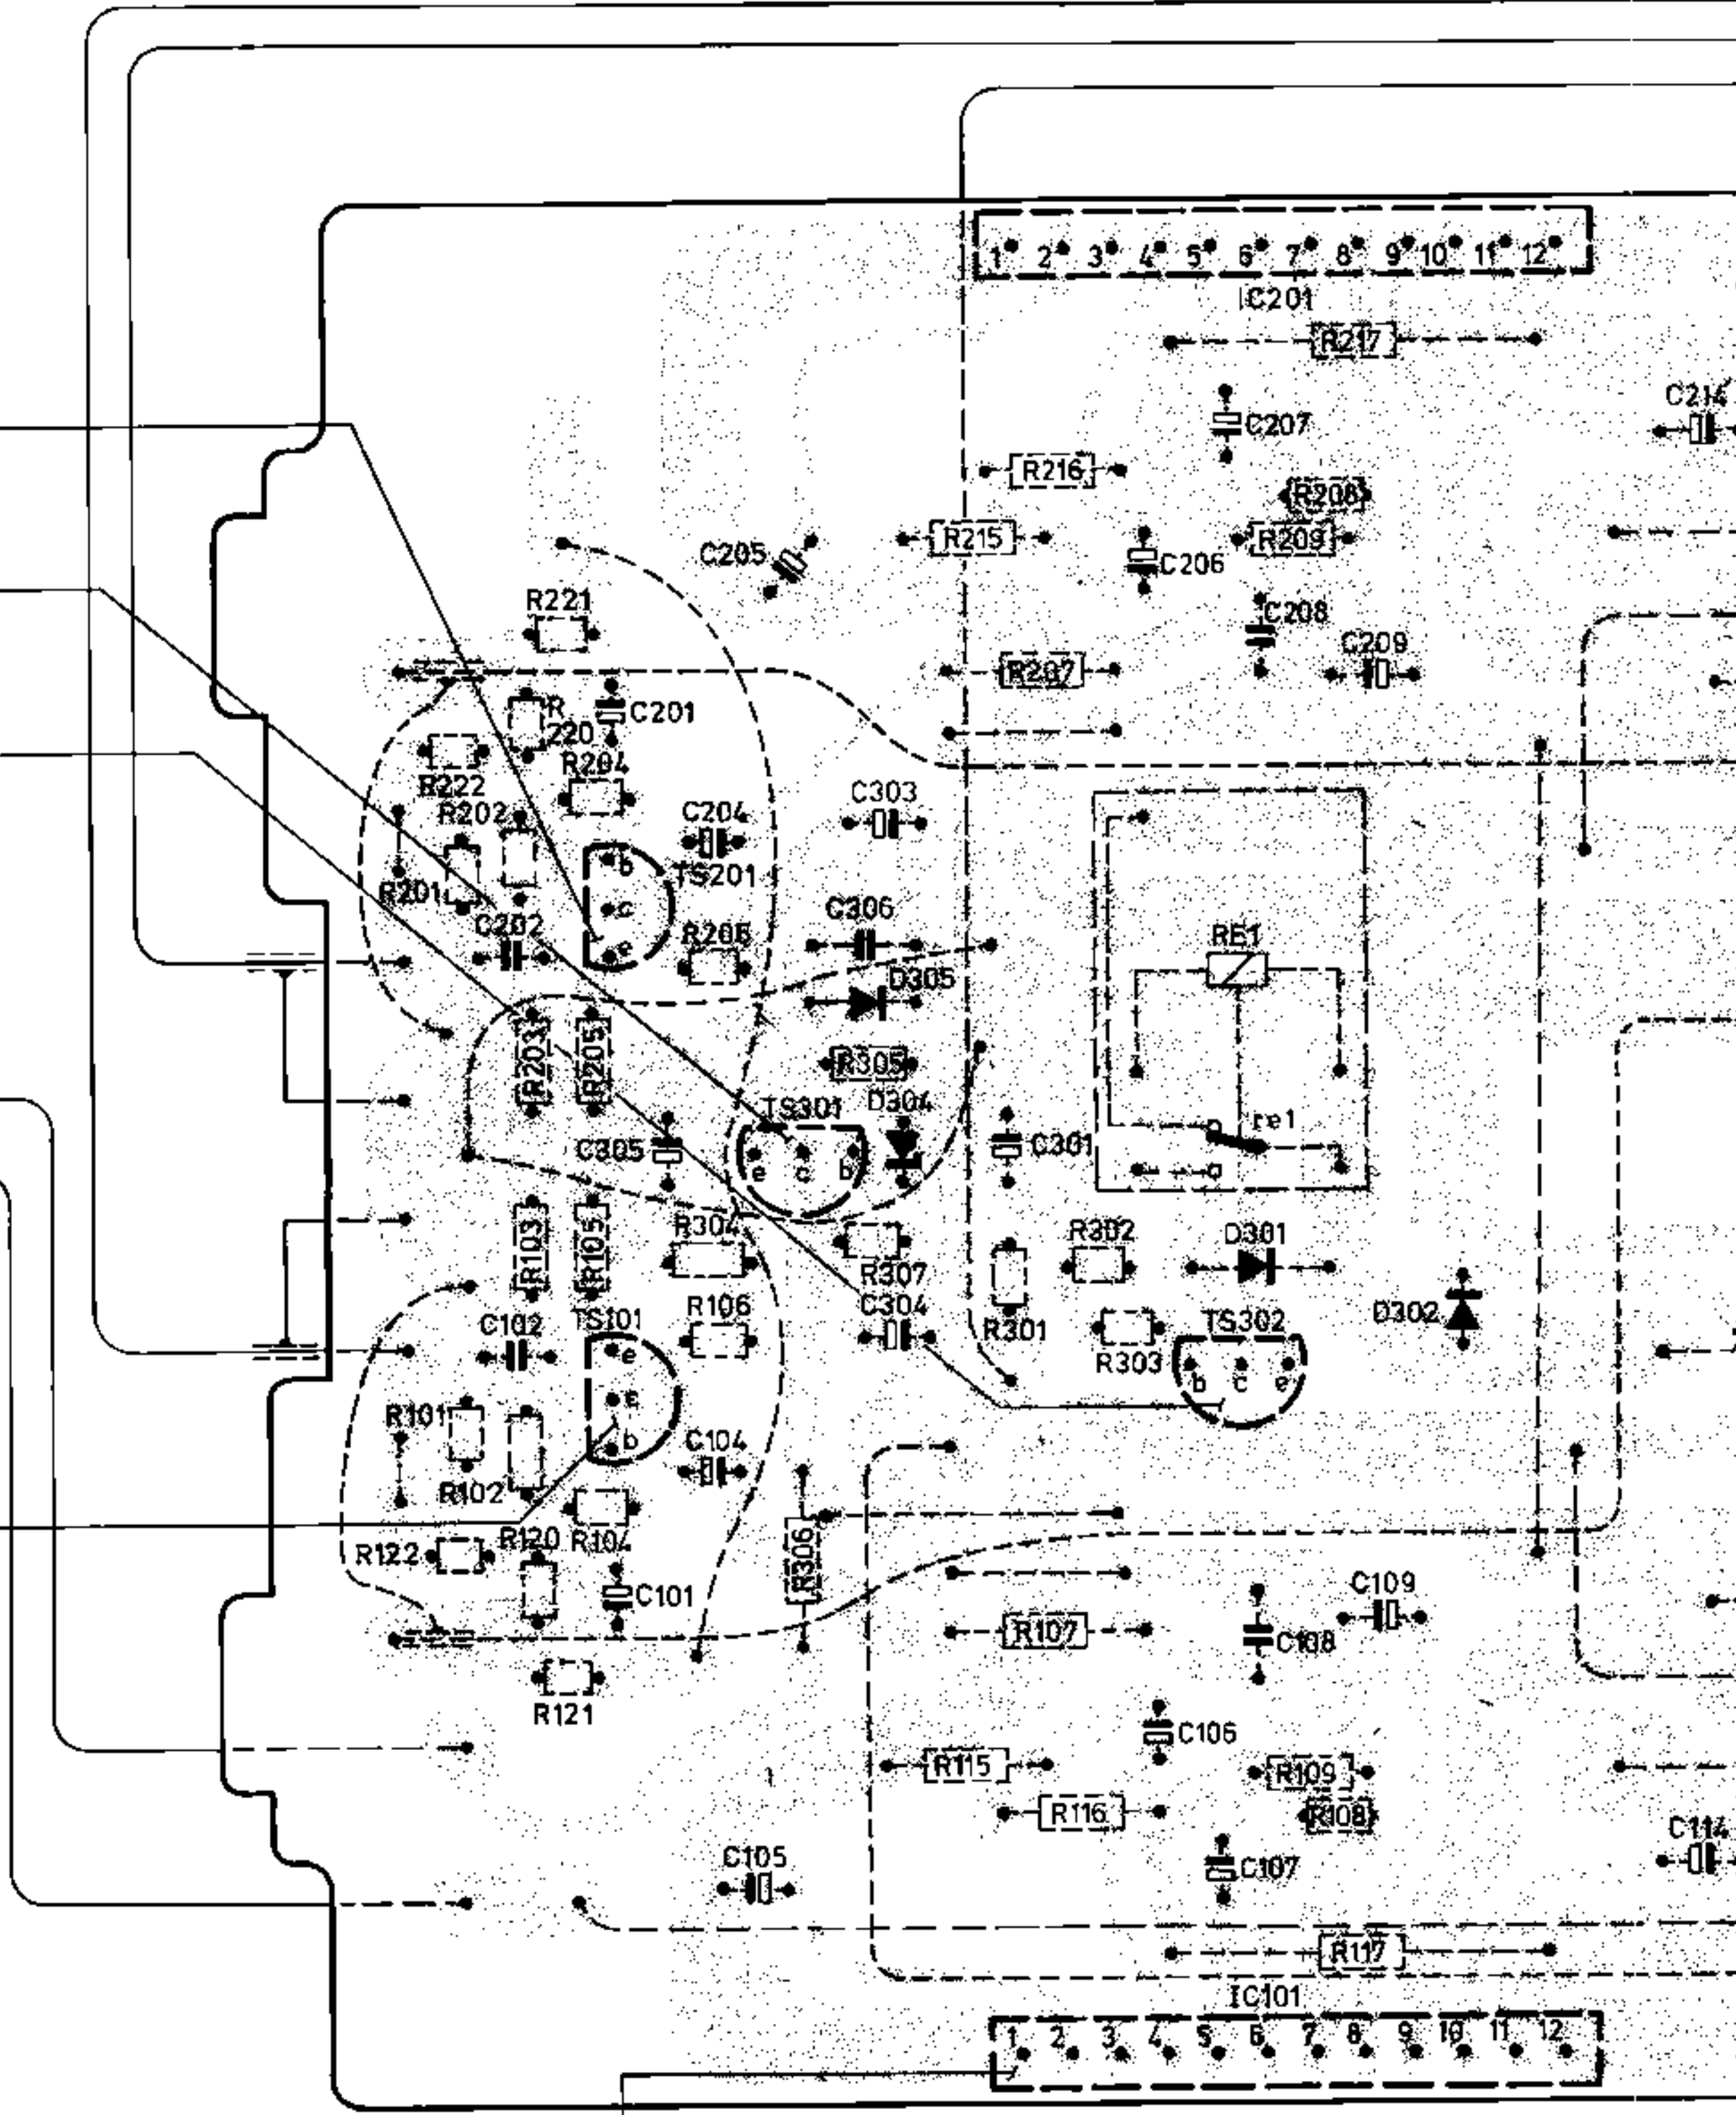 1 2 3 4 5 6 7 8 9 10 11 12
IC201
R217
C214
C207
R216
R208
R215
R209
C205
C206
R221
C208
C209
R207
R
220
C201
R204
R222
R202
C303
C204
b
TS201
R201
c
C306
C202
R206
e
RE1
D305
R203
R205
R305
TS301
D304
re1
C305
C301
e c b
R304
R302
D301
R103
R105
R307
R106
C304
TS101
C102
R301
D302
TS302
R303
e
b c e
c
R101
b
C104
R102
R120
R104
R122
R306
C109
C101
R107
C108
R121
C106
R115
R109
R116
R108
C114
C105
C107
R117
IC101
1 2 3 4 5 6 7 8 9 10 11 12